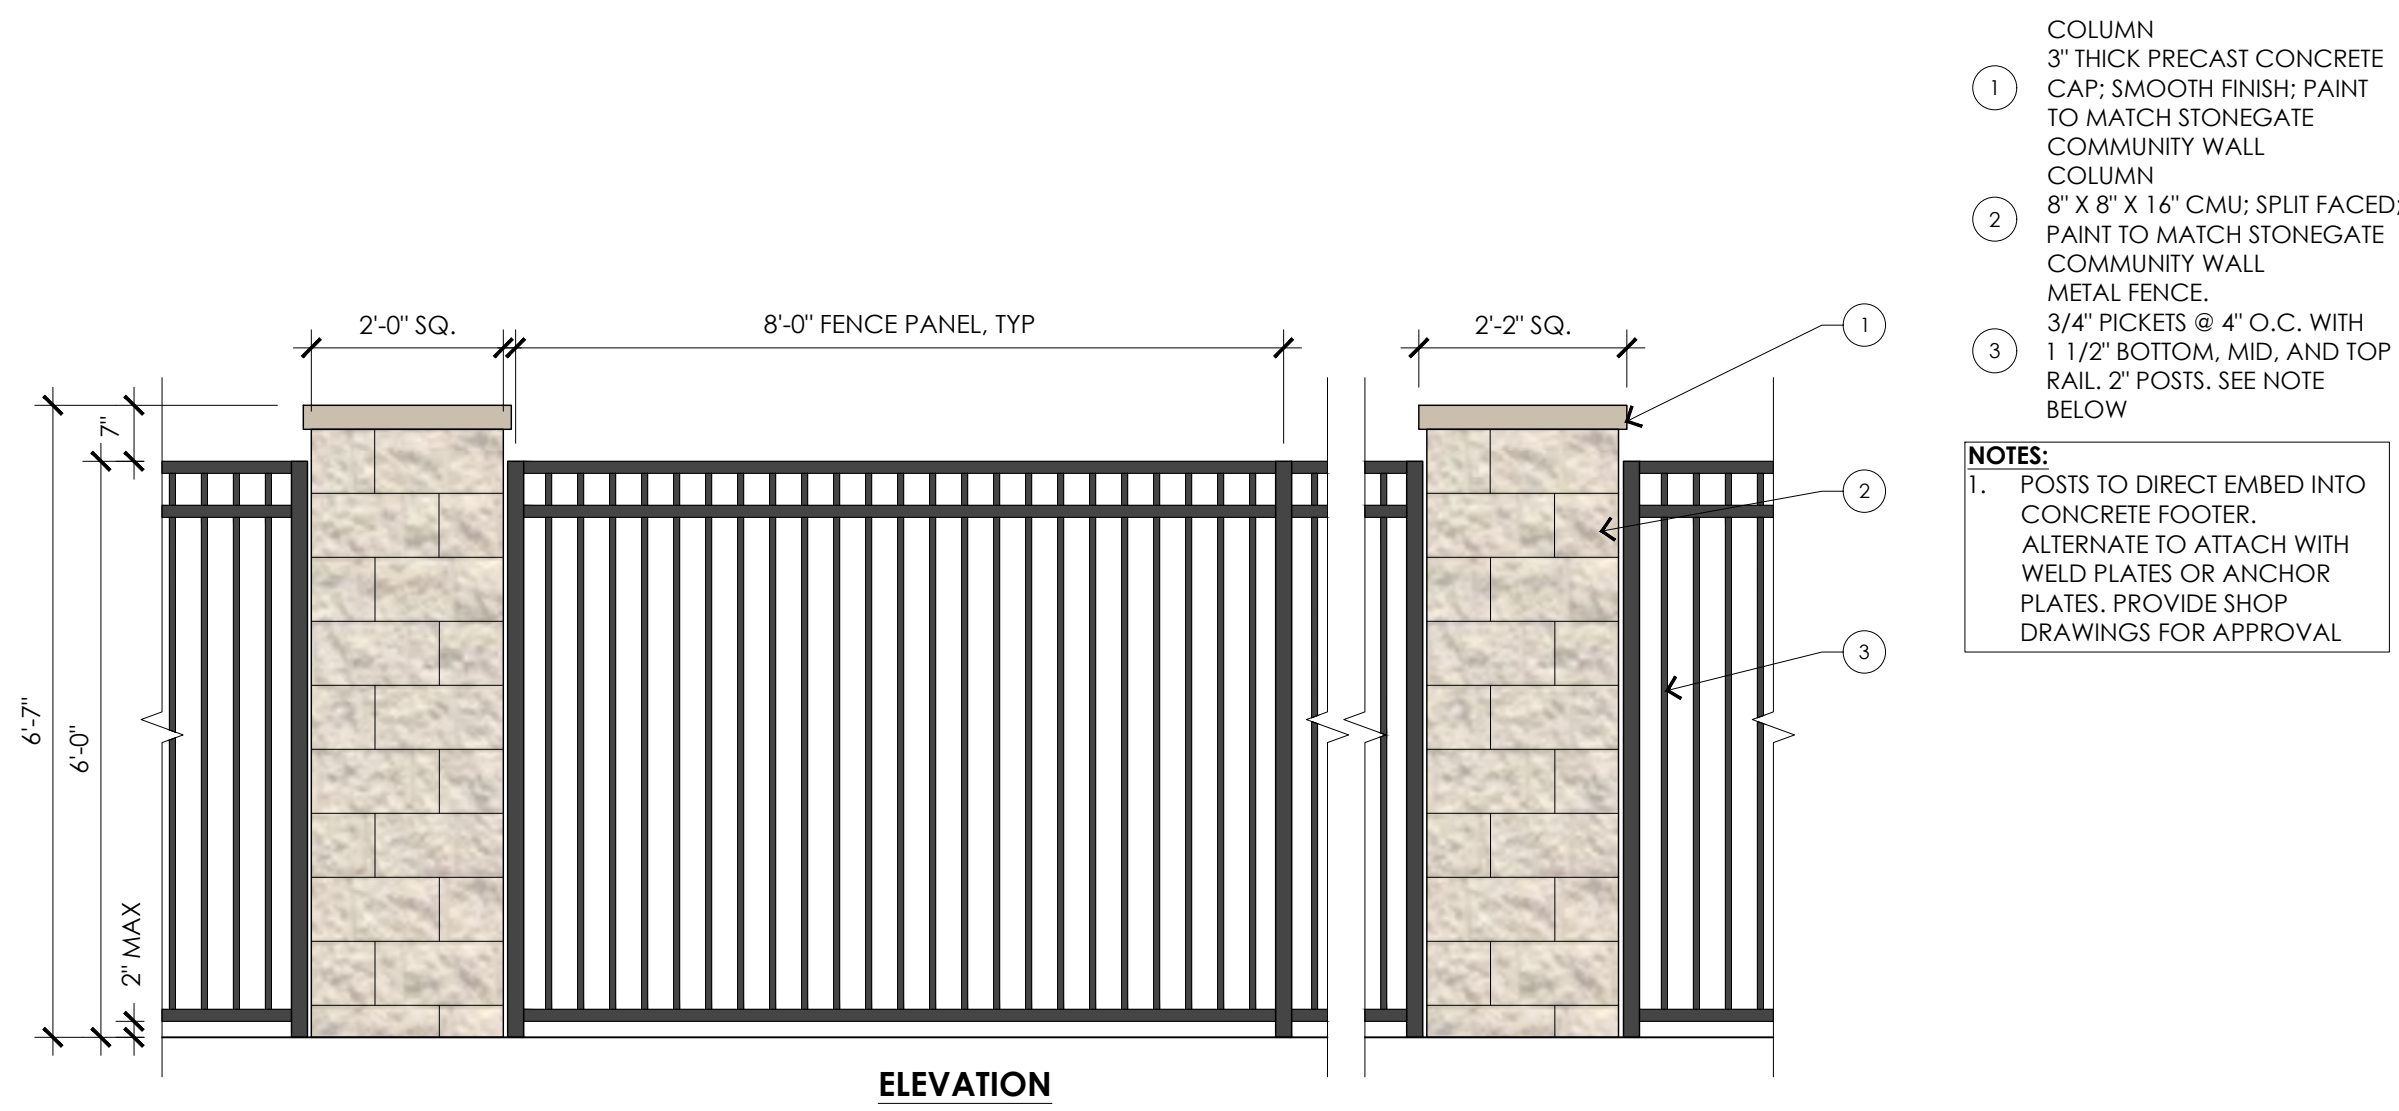 COLUMN
3" THICK PRECAST CONCRETE
1 CAP; SMOOTH FINISH; PAINT
TO MATCH STONEGATE
COMMUNITY WALL
COLUMN
8" X 8" X 16" CMU; SPLIT FACED;
2 PAINT TO MATCH STONEGATE
COMMUNITY WALL
METAL FENCE.
3/4" PICKETS @ 4" O.C. WITH
3 1 1/2" BOTTOM, MID, AND TOP
RAIL. 2" POSTS. SEE NOTE
BELOW
NOTES:
1. POSTS TO DIRECT EMBED INTO
CONCRETE FOOTER.
ALTERNATE TO ATTACH WITH
WELD PLATES OR ANCHOR
PLATES. PROVIDE SHOP
DRAWINGS FOR APPROVAL
2'-0" SQ.
8'-0" FENCE PANEL, TYP
2'-2" SQ.
1
2
3
7"
6'-7"
6'-0"
2" MAX
ELEVATION